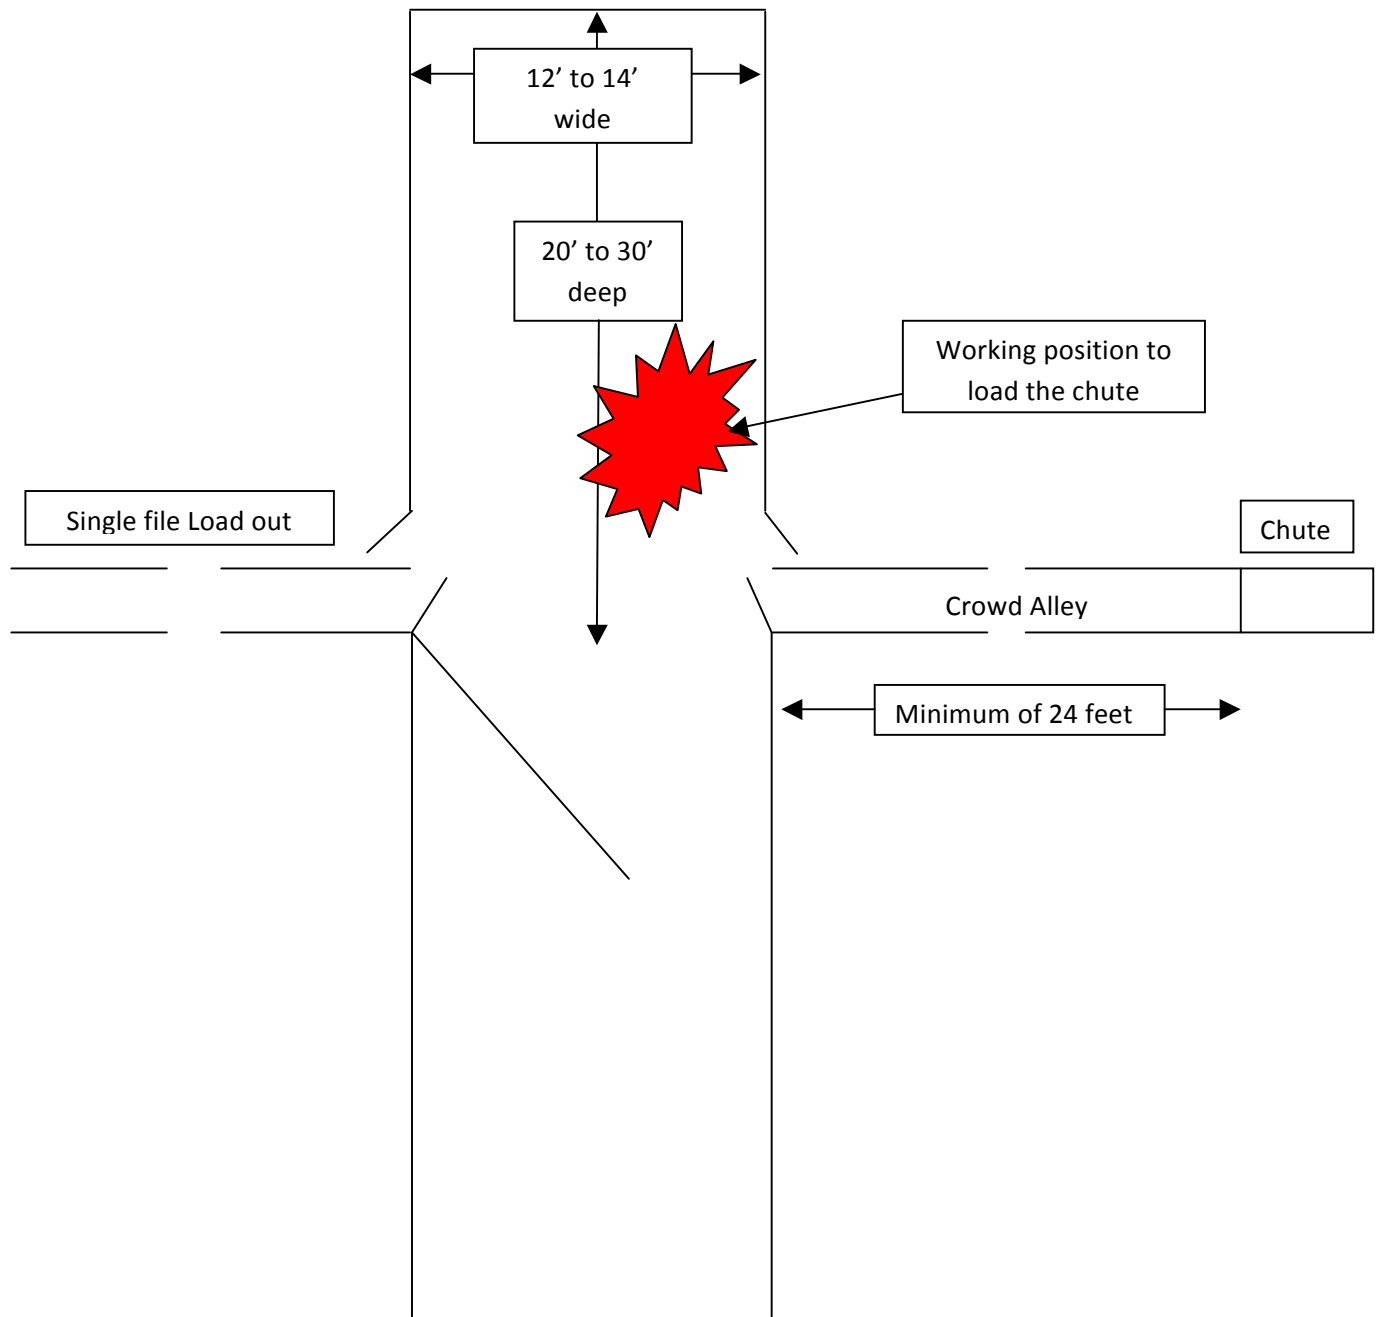 12’ to 14’
wide
20’ to 30’
deep
Working position to
load the chute
Single file Load out
Chute
Crowd Alley
Minimum of 24 feet